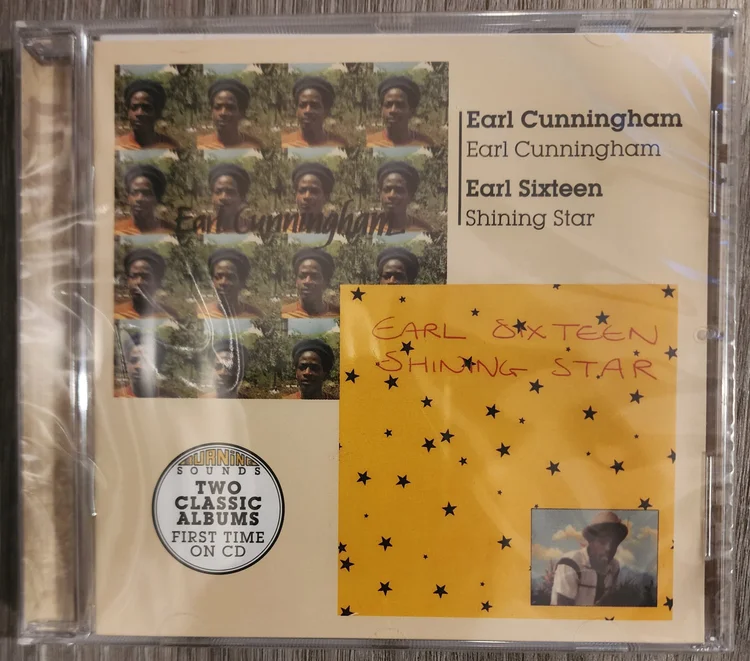 Earl Cunningham
Earl Cunningham
Earl Sixteen
Shining Star
Earl Cunningham
EARL SIXTEEN
SHINING STAR
BURNING
SOUNDS
TWO
CLASSIC
ALBUMS
FIRST TIME
ON CD